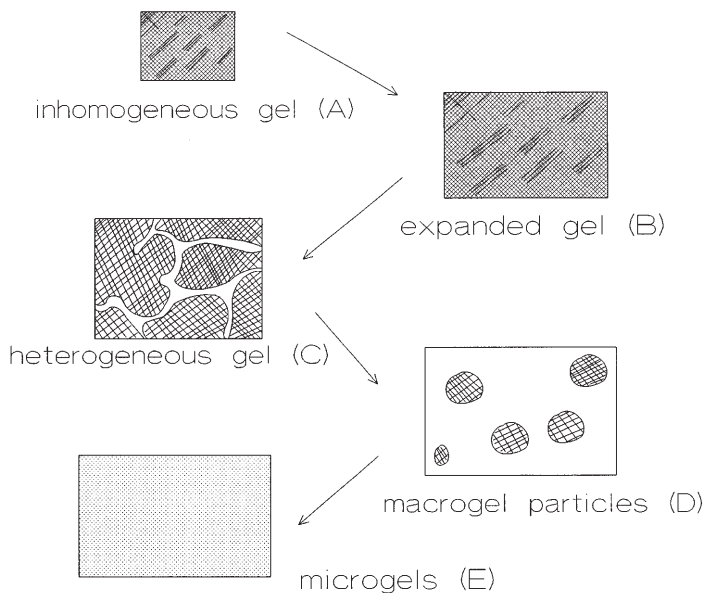 inhomogeneous gel (A)
expanded gel (B)
heterogeneous gel (C)
macrogel particles (D)
microgels (E)